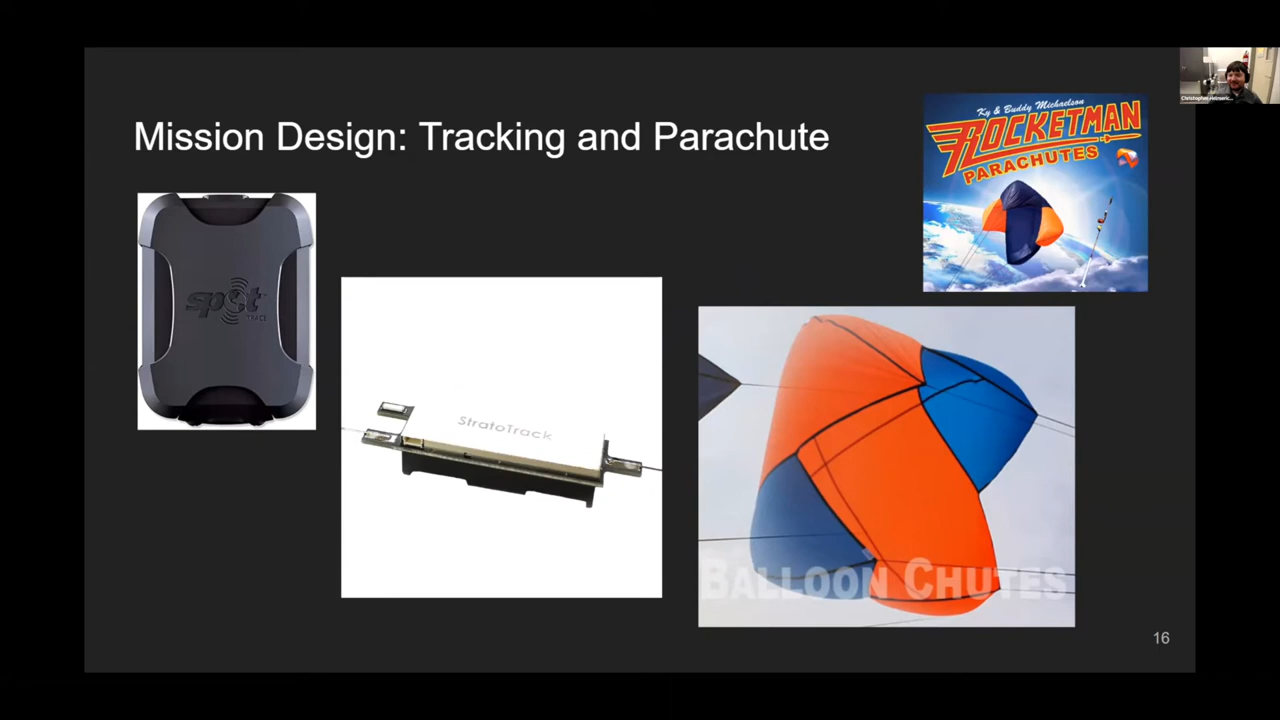 Mission Design: Tracking and Parachute
Ky & Buddy Michaelson
ROCKETMAN
PARACHUTES
spot
TRACE
StratoTrack
BALLOON CHUTES
16